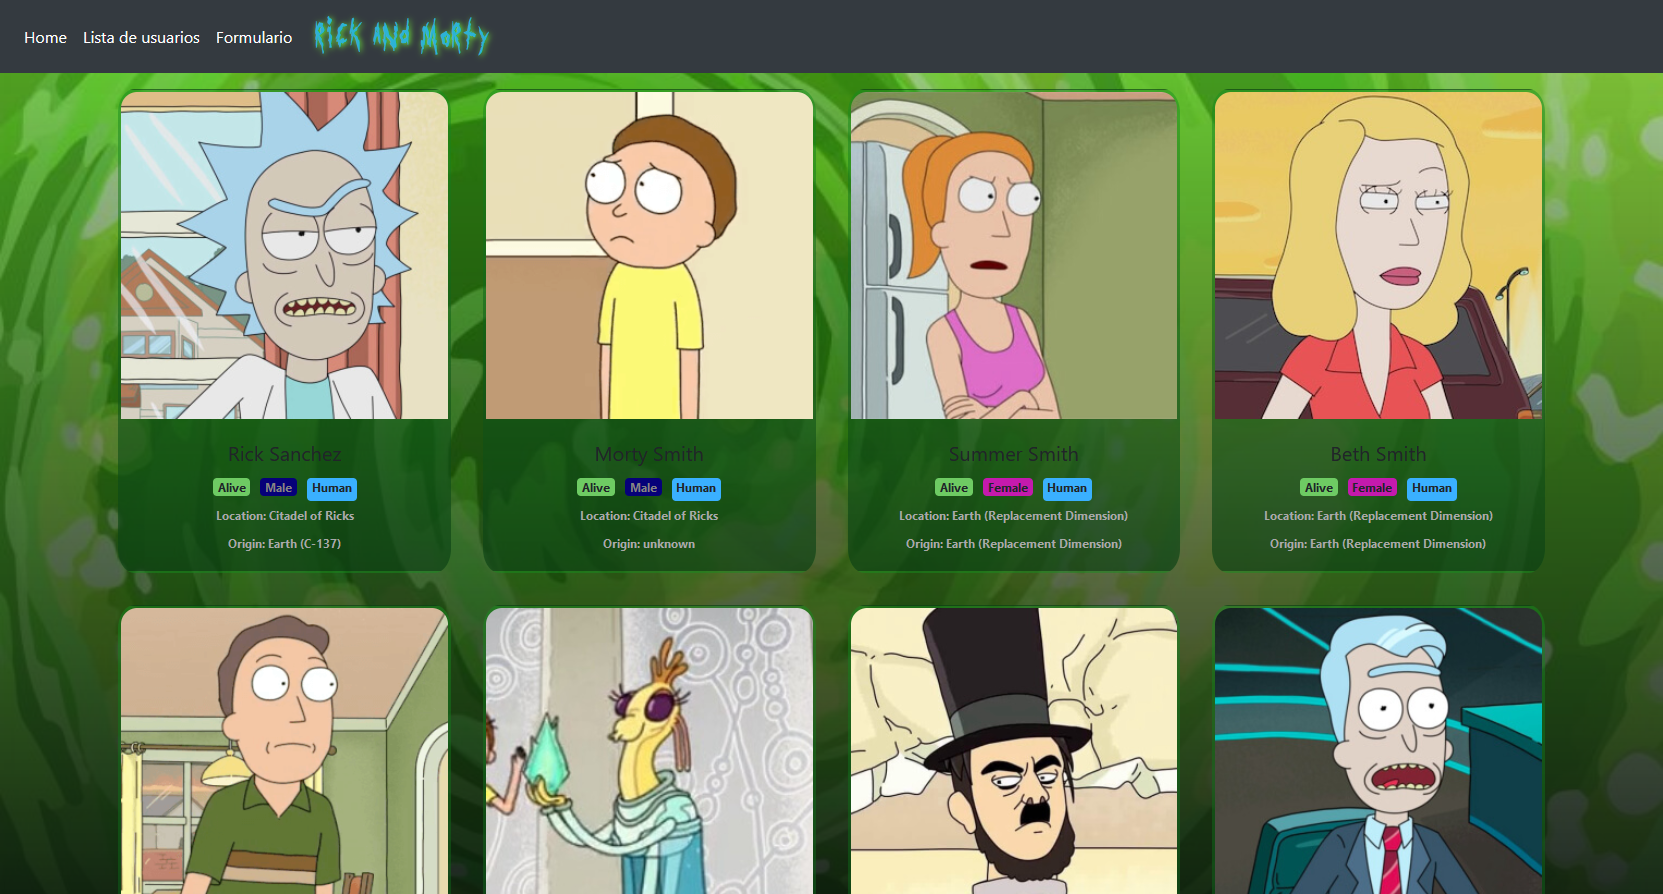 Home Lista de usuarios Formulario Rick and Morty
Rick Sanchez
Alive Male Human
Location: Citadel of Ricks
Origin: Earth (C-137)
Morty Smith
Alive Male Human
Location: Citadel of Ricks
Origin: unknown
Summer Smith
Alive Female Human
Location: Earth (Replacement Dimension)
Origin: Earth (Replacement Dimension)
Beth Smith
Alive Female Human
Location: Earth (Replacement Dimension)
Origin: Earth (Replacement Dimension)